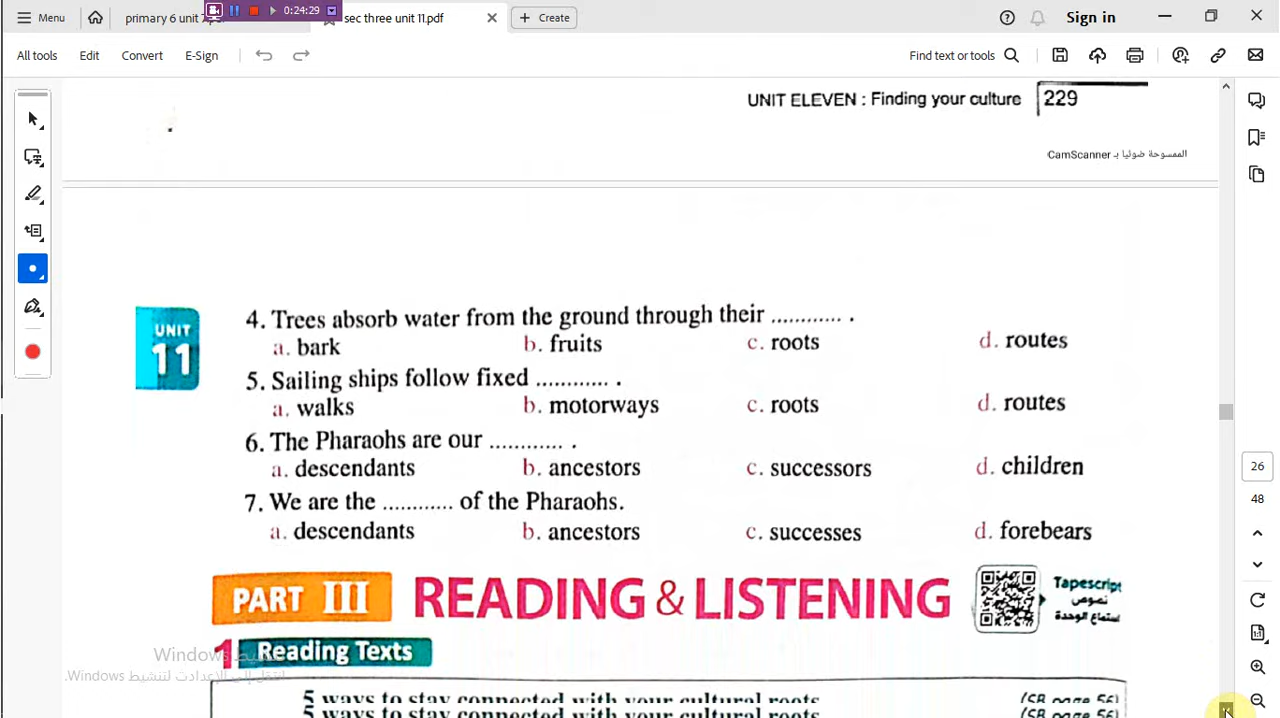 Menu
primary 6 unit
0:24:29
sec three unit 11.pdf
Create
Sign in
All tools
Edit
Convert
E-Sign
Find text or tools
UNIT ELEVEN : Finding your culture 229
الممسوحة ضوئيا بـ CamScanner
UNIT
11
4. Trees absorb water from the ground through their ............ .
a. bark b. fruits c. roots d. routes
5. Sailing ships follow fixed ............ .
a. walks b. motorways c. roots d. routes
6. The Pharaohs are our ............ .
a. descendants b. ancestors c. successors d. children
7. We are the ............ of the Pharaohs.
a. descendants b. ancestors c. successes d. forebears
PART III READING & LISTENING
Tapescript
نصوص
استماع الوحدة
1 Reading Texts
تنشيط Windows
انتقل إلى الإعدادات لتنشيط Windows.
5 ways to stay connected with your cultural roots (SB page 56)
26
48